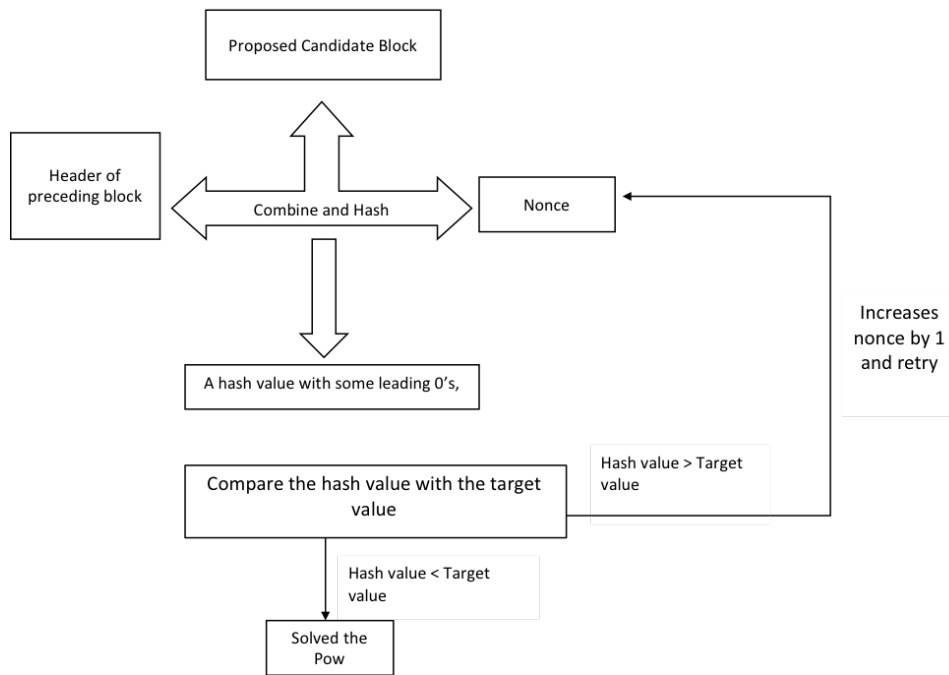 Proposed Candidate Block
Header of
preceding block
Combine and Hash
Nonce
Increases
nonce by 1
and retry
A hash value with some leading 0's,
Compare the hash value with the target
value
Hash value > Target
value
Hash value < Target
value
Solved the
Pow